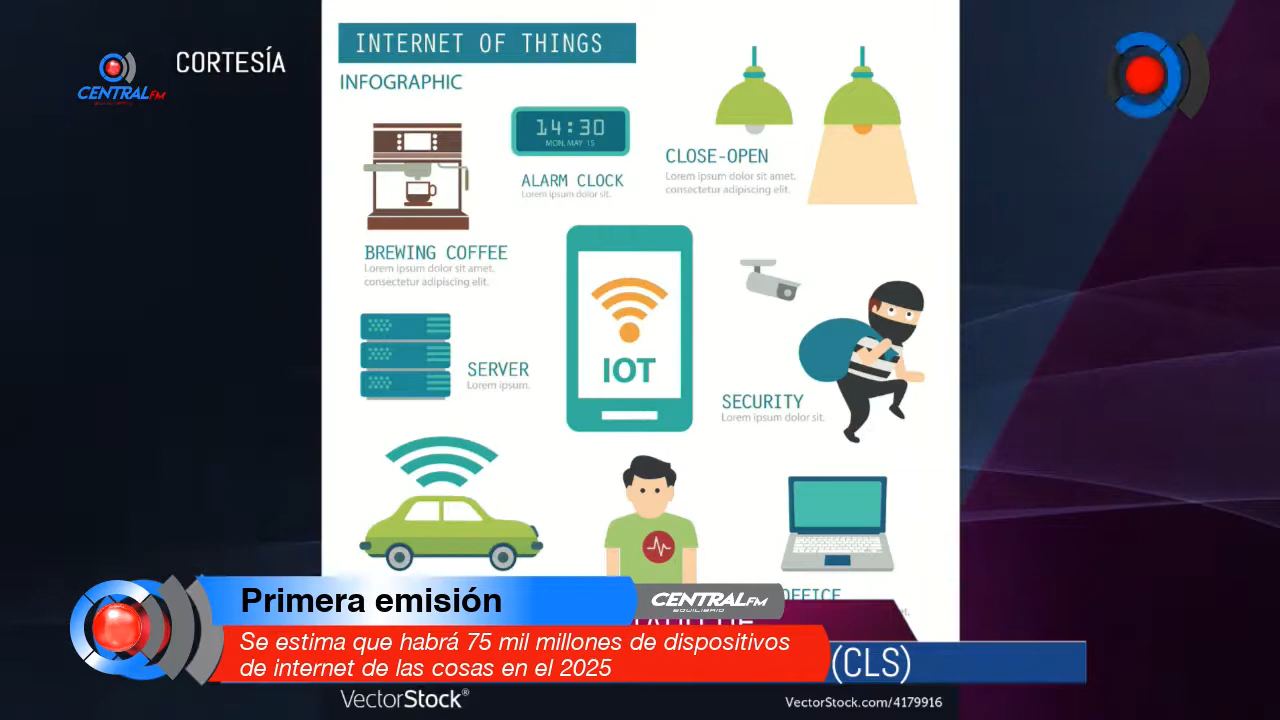 INTERNET OF THINGS
INFOGRAPHIC
CENTRAL FM
CORTESÍA
14:30
MON, MAY 15
ALARM CLOCK
Lorem ipsum dolor sit.
CLOSE-OPEN
Lorem ipsum dolor sit amet,
consectetur adipiscing elit.
BREWING COFFEE
Lorem ipsum dolor sit amet,
consectetur adipiscing elit.
IOT
SERVER
Lorem ipsum.
SECURITY
Lorem ipsum dolor sit.
OFFICE
Primera emisión
CENTRAL FM
EQUILIBRIO
Se estima que habrá 75 mil millones de dispositivos
de internet de las cosas en el 2025
(CLS)
VectorStock®
VectorStock.com/4179916